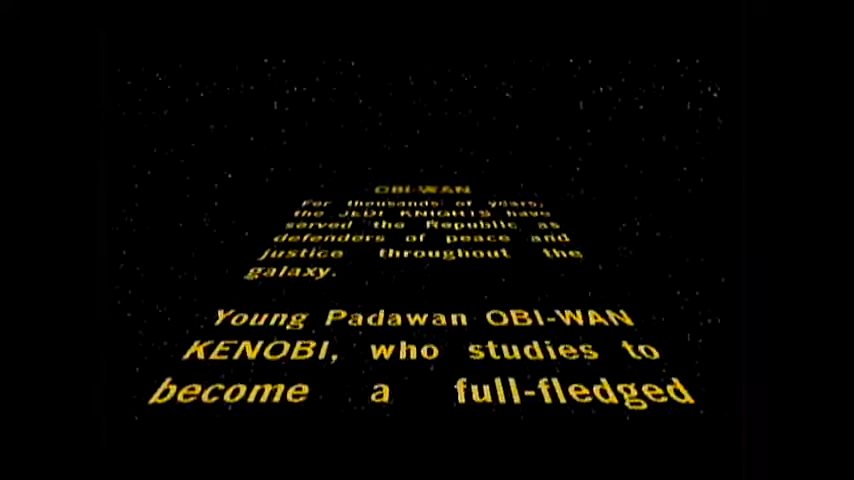 OBI-WAN
For thousands of years,
the JEDI KNIGHTS have
served the Republic as
defenders of peace and
justice throughout the
galaxy.
Young Padawan OBI-WAN
KENOBI, who studies to
become a full-fledged